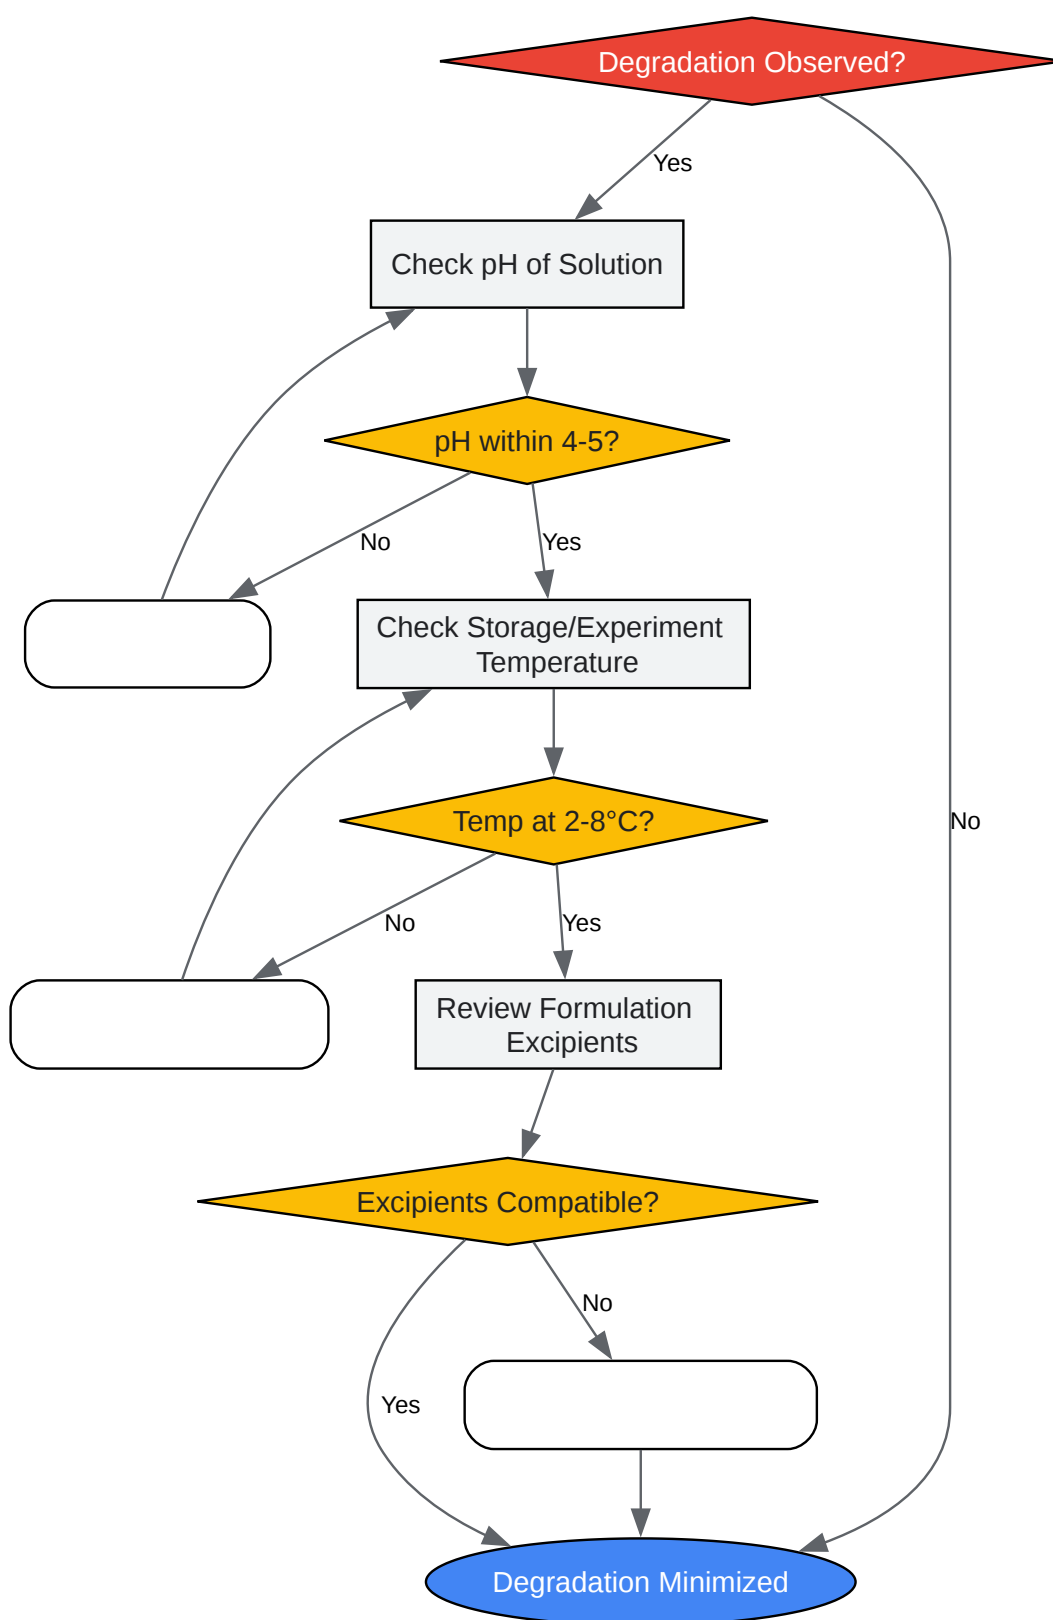 Degradation Observed?
Yes
Check pH of Solution
pH within 4-5?
No
Yes
Check Storage/Experiment
Temperature
Temp at 2-8°C?
No
No
Yes
Review Formulation
Excipients
Excipients Compatible?
No
Yes
Degradation Minimized